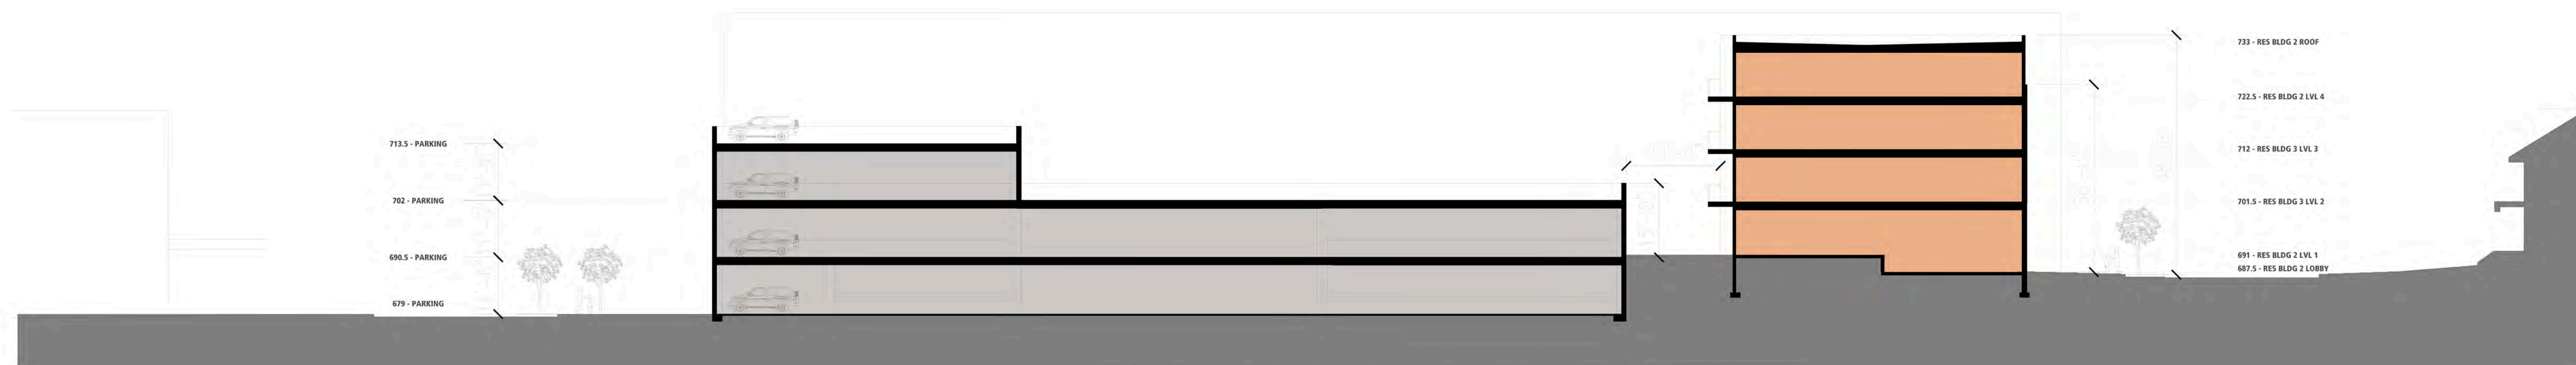 733 - RES BLDG 2 ROOF
722.5 - RES BLDG 2 LVL 4
713.5 - PARKING
712 - RES BLDG 3 LVL 3
702 - PARKING
701.5 - RES BLDG 3 LVL 2
690.5 - PARKING
691 - RES BLDG 2 LVL 1
687.5 - RES BLDG 2 LOBBY
679 - PARKING